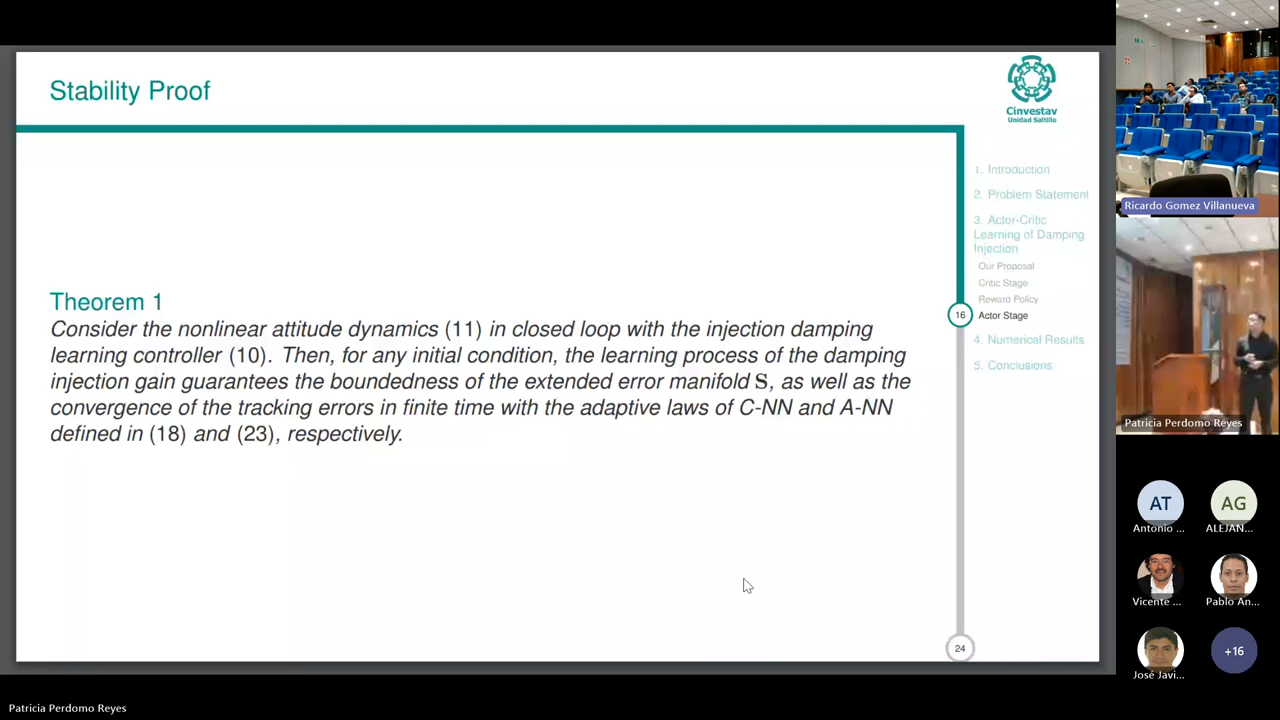 Stability Proof
Cinvestav
Unidad Saltillo
Theorem 1
Consider the nonlinear attitude dynamics (11) in closed loop with the injection damping
learning controller (10). Then, for any initial condition, the learning process of the damping
injection gain guarantees the boundedness of the extended error manifold S, as well as the
convergence of the tracking errors in finite time with the adaptive laws of C-NN and A-NN
defined in (18) and (23), respectively.
1. Introduction
2. Problem Statement
3. Actor-Critic
Learning of Damping
Injection
Our Proposal
Critic Stage
Reward Policy
16
Actor Stage
4. Numerical Results
5. Conclusions
24
Ricardo Gomez Villanueva
Patricia Perdomo Reyes
AT
Antonio ...
AG
ALEJAN...
Vicente ...
Pablo An...
José Javi...
+16
Patricia Perdomo Reyes